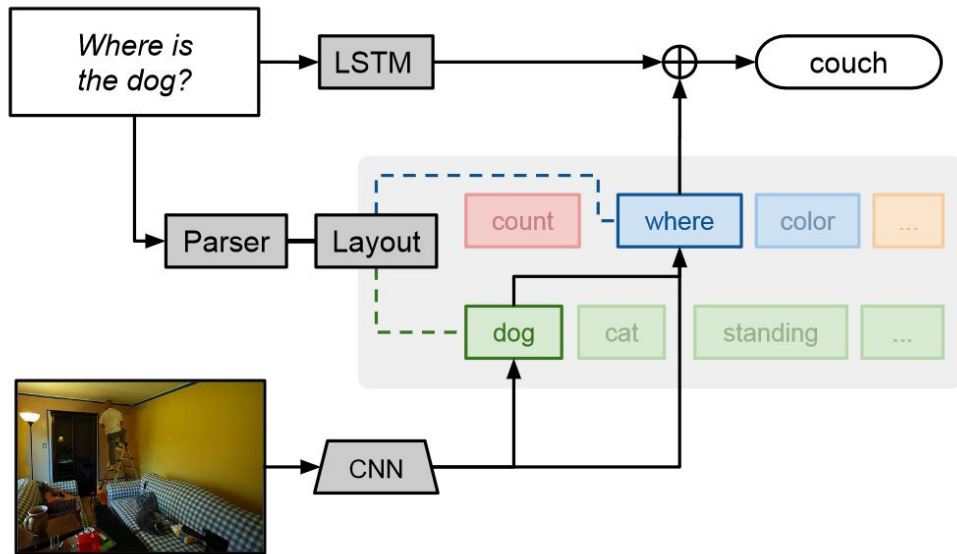 Where is
the dog?
LSTM
couch
count
where
color
...
Parser
Layout
dog
cat
standing
...
CNN